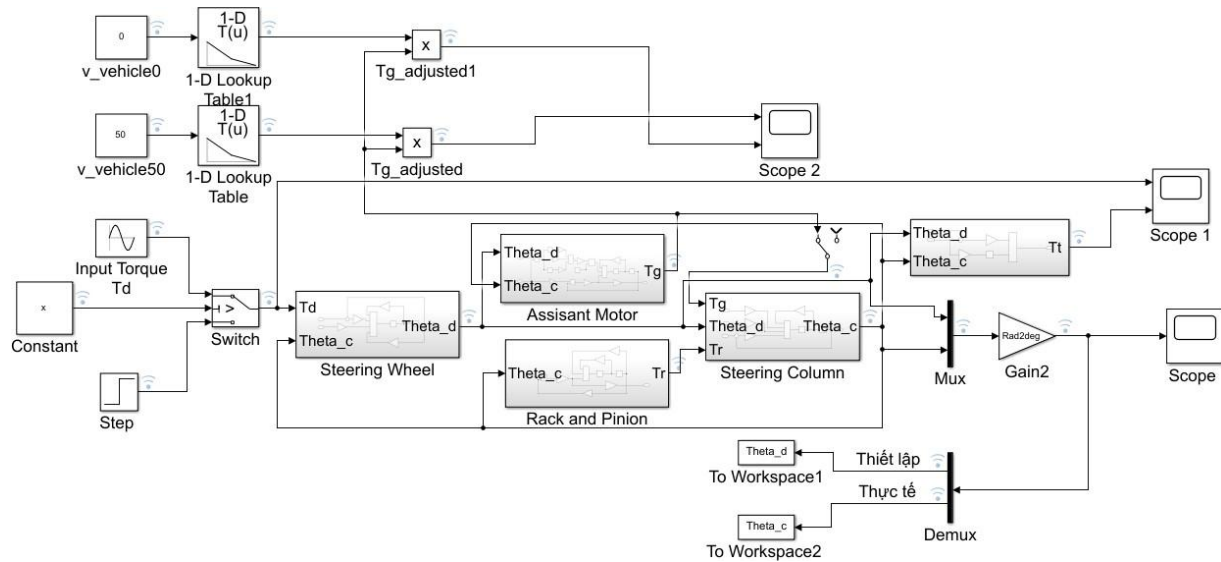 0
v_vehicle0
1-D
T(u)
1-D Lookup
Table1
x
Tg_adjusted1
50
v_vehicle50
1-D
T(u)
1-D Lookup
Table
x
Tg_adjusted
Scope 2
Scope 1
Input Torque
Td
x
Constant
>
Switch
Step
Td
Theta_c
Theta_d
Steering Wheel
Theta_d
Theta_c
Tg
Assisant Motor
Theta_c
Tr
Rack and Pinion
Tg
Theta_d
Tr
Theta_c
Steering Column
Theta_d
Theta_c
Tt
Mux
Rad2deg
Gain2
Scope
Theta_d
To Workspace1
Thiết lập
Thực tế
Theta_c
To Workspace2
Demux